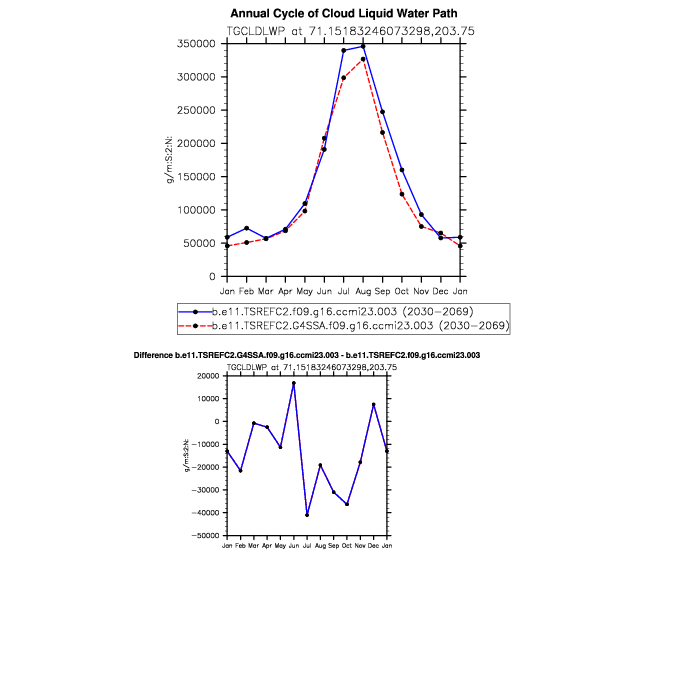 Annual Cycle of Cloud Liquid Water Path
TGCLDLWP at 71.15183246073298,203.75
350000
300000
250000
200000
150000
100000
50000
0
g/m:S:2:N:
Jan Feb Mar Apr May Jun Jul Aug Sep Oct Nov Dec Jan
b.e11.TSREFC2.f09.g16.ccmi23.003 (2030-2069)
b.e11.TSREFC2.G4SSA.f09.g16.ccmi23.003 (2030-2069)
Difference b.e11.TSREFC2.G4SSA.f09.g16.ccmi23.003 - b.e11.TSREFC2.f09.g16.ccmi23.003
TGCLDLWP at 71.15183246073298,203.75
20000
10000
0
-10000
-20000
-30000
-40000
-50000
g/m:S:2:N:
Jan Feb Mar Apr May Jun Jul Aug Sep Oct Nov Dec Jan